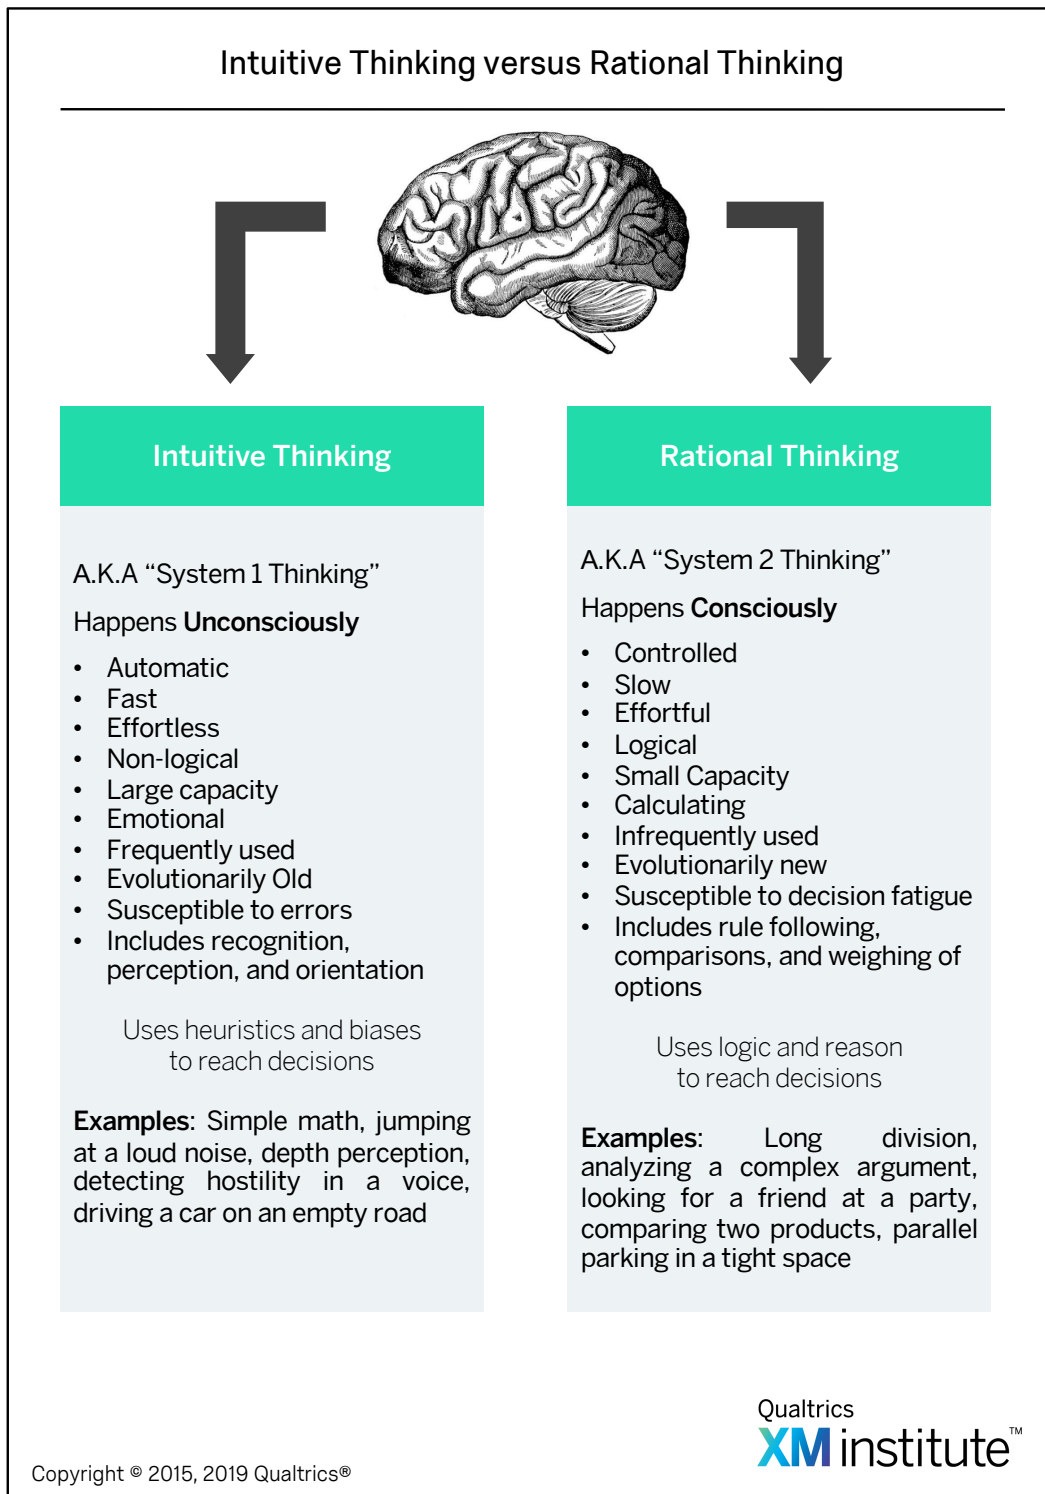 Intuitive Thinking versus Rational Thinking
Intuitive Thinking
A.K.A “System 1 Thinking”
Happens Unconsciously
• Automatic
• Fast
• Effortless
• Non-logical
• Large capacity
• Emotional
• Frequently used
• Evolutionarily Old
• Susceptible to errors
• Includes recognition,
perception, and orientation
Uses heuristics and biases
to reach decisions
Examples: Simple math, jumping
at a loud noise, depth perception,
detecting hostility in a voice,
driving a car on an empty road
Rational Thinking
A.K.A “System 2 Thinking”
Happens Consciously
• Controlled
• Slow
• Effortful
• Logical
• Small Capacity
• Calculating
• Infrequently used
• Evolutionarily new
• Susceptible to decision fatigue
• Includes rule following,
comparisons, and weighing of
options
Uses logic and reason
to reach decisions
Examples: Long division,
analyzing a complex argument,
looking for a friend at a party,
comparing two products, parallel
parking in a tight space
Copyright © 2015, 2019 Qualtrics®
Qualtrics
XM institute™